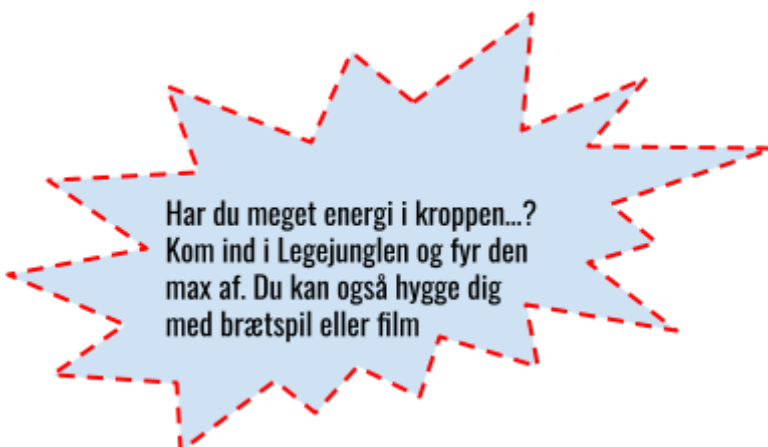 Har du meget energi i kroppen...?
Kom ind i Legejunglen og fyr den
max af. Du kan også hygge dig
med brætspil eller film